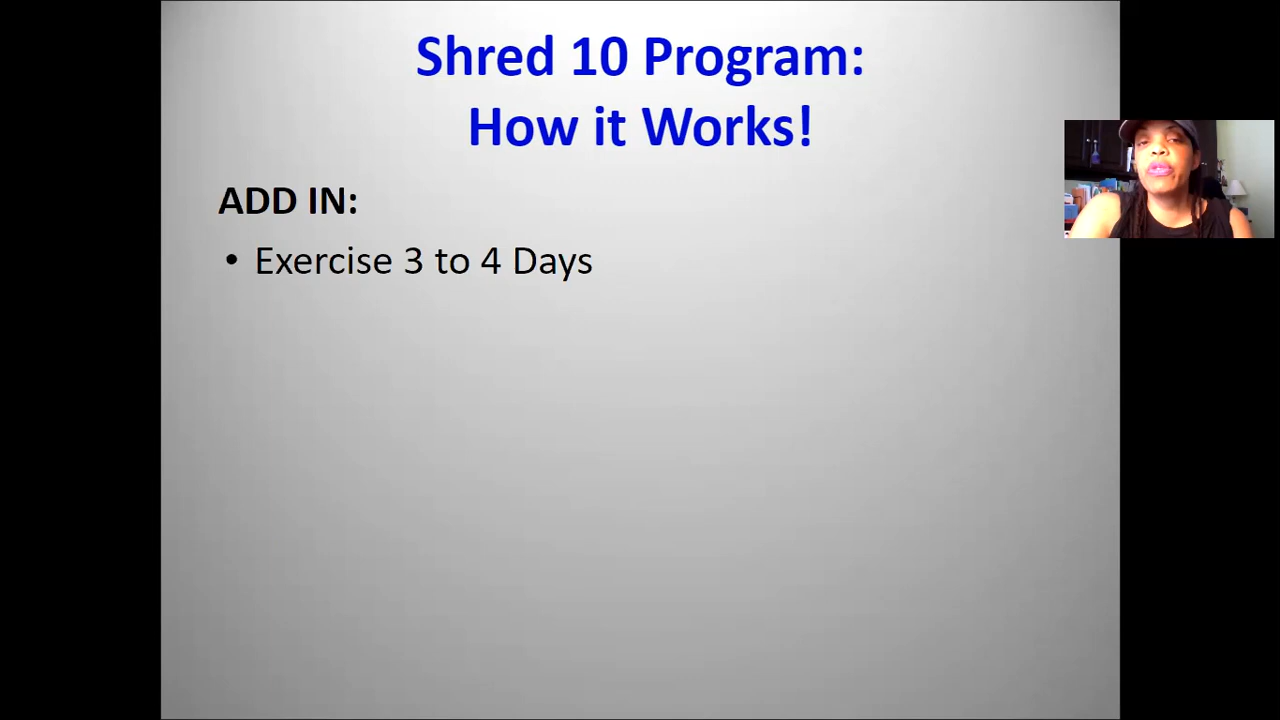 Shred 10 Program:
How it Works!
ADD IN:
• Exercise 3 to 4 Days